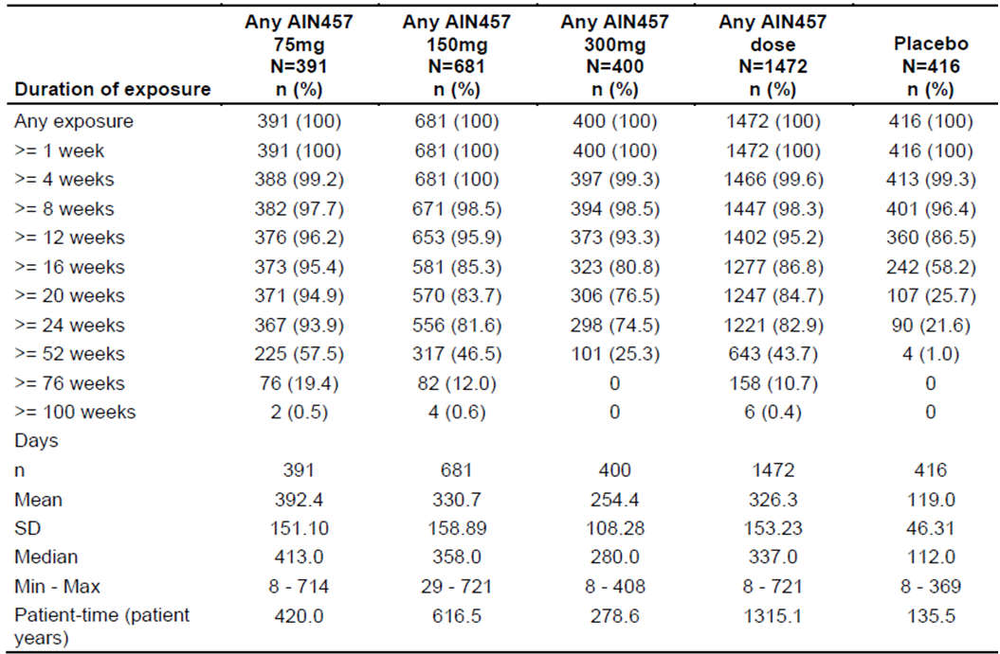 Duration of exposure Any AIN457 75mg N=391 n (%) Any AIN457 150mg N=681 n (%) Any AIN457 300mg N=400 n (%) Any AIN457 dose N=1472 n (%) Placebo N=416 n (%)
Any exposure 391 (100) 681 (100) 400 (100) 1472 (100) 416 (100)
>= 1 week 391 (100) 681 (100) 400 (100) 1472 (100) 416 (100)
>= 4 weeks 388 (99.2) 681 (100) 397 (99.3) 1466 (99.6) 413 (99.3)
>= 8 weeks 382 (97.7) 671 (98.5) 394 (98.5) 1447 (98.3) 401 (96.4)
>= 12 weeks 376 (96.2) 653 (95.9) 373 (93.3) 1402 (95.2) 360 (86.5)
>= 16 weeks 373 (95.4) 581 (85.3) 323 (80.8) 1277 (86.8) 242 (58.2)
>= 20 weeks 371 (94.9) 570 (83.7) 306 (76.5) 1247 (84.7) 107 (25.7)
>= 24 weeks 367 (93.9) 556 (81.6) 298 (74.5) 1221 (82.9) 90 (21.6)
>= 52 weeks 225 (57.5) 317 (46.5) 101 (25.3) 643 (43.7) 4 (1.0)
>= 76 weeks 76 (19.4) 82 (12.0) 0 158 (10.7) 0
>= 100 weeks 2 (0.5) 4 (0.6) 0 6 (0.4) 0
Days
n 391 681 400 1472 416
Mean 392.4 330.7 254.4 326.3 119.0
SD 151.10 158.89 108.28 153.23 46.31
Median 413.0 358.0 280.0 337.0 112.0
Min - Max 8 - 714 29 - 721 8 - 408 8 - 721 8 - 369
Patient-time (patient years) 420.0 616.5 278.6 1315.1 135.5